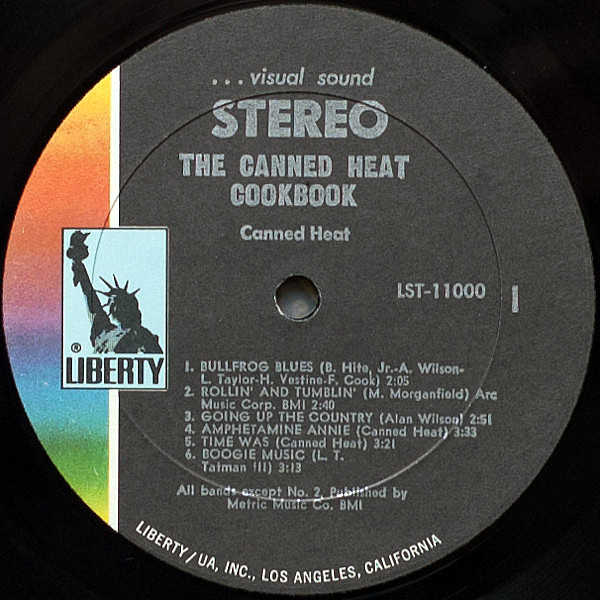 ...visual sound
STEREO
THE CANNED HEAT
COOKBOOK
Canned Heat
LST-11000 1
® LIBERTY
1. BULLFROG BLUES (B. Hite, Jr.-A. Wilson-
L. Taylor-H. Vestine-F. Cook) 2:05
2. ROLLIN' AND TUMBLIN' (M. Morganfield) Arc
Music Corp. BMI 2:40
3. GOING UP THE COUNTRY (Alan Wilson) 2:51
4. AMPHETAMINE ANNIE (Canned Heat) 3:33
5. TIME WAS (Canned Heat) 3:21
6. BOOGIE MUSIC (L. T.
Tatman III) 3:13
All bands except No. 2, Published by
Metric Music Co. BMI
LIBERTY/UA, INC., LOS ANGELES, CALIFORNIA